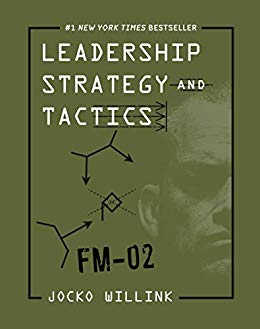 #1 NEW YORK TIMES BESTSELLER
LEADERSHIP
STRATEGY AND
TACTICS
FM-02
JOCKO WILLINK